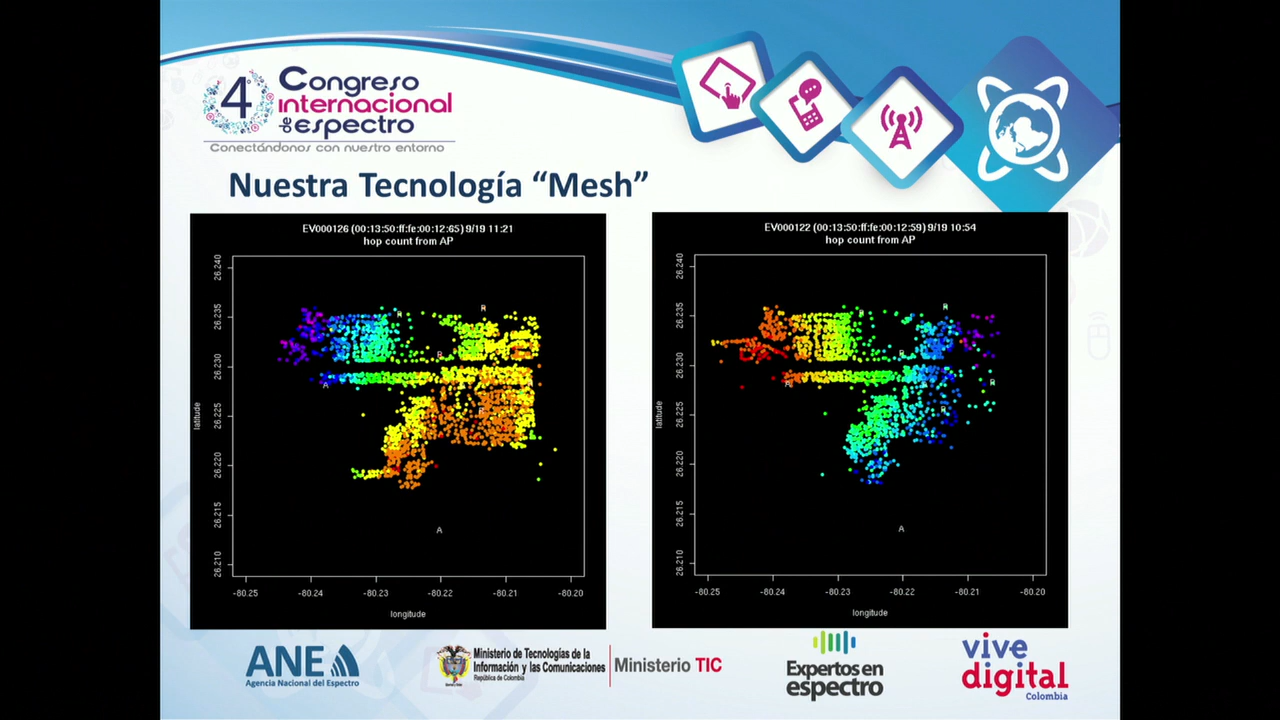 4 Congreso
internacional
de espectro
Conectándonos con nuestro entorno
Nuestra Tecnología “Mesh”
EV000126 (00:13:50:ff:fe:00:12:65) 9/19 11:21
hop count from AP
26.240
26.235
26.230
26.225
26.220
26.215
26.210
latitude
R
R
R
A
R
A
-80.25 -80.24 -80.23 -80.22 -80.21 -80.20
longitude
EV000122 (00:13:50:ff:fe:00:12:59) 9/19 10:54
hop count from AP
26.240
26.235
26.230
26.225
26.220
26.215
26.210
latitude
R
R
R
A
R
R
A
-80.25 -80.24 -80.23 -80.22 -80.21 -80.20
longitude
ANE
Agencia Nacional del Espectro
Ministerio de Tecnologías de la
Información y las Comunicaciones
República de Colombia
Ministerio TIC
Expertos en
espectro
vive
digital
Colombia